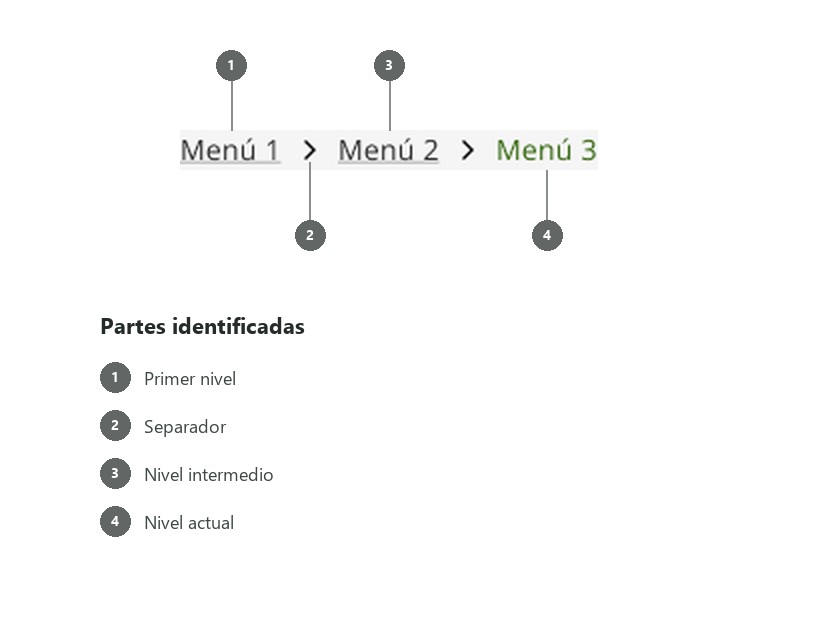 1 3
Menú 1 > Menú 2 > Menú 3
2 4
Partes identificadas
1 Primer nivel
2 Separador
3 Nivel intermedio
4 Nivel actual